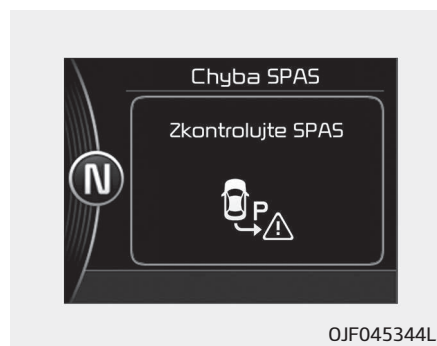 Chyba SPAS
Zkontrolujte SPAS
N
P
OJF045344L